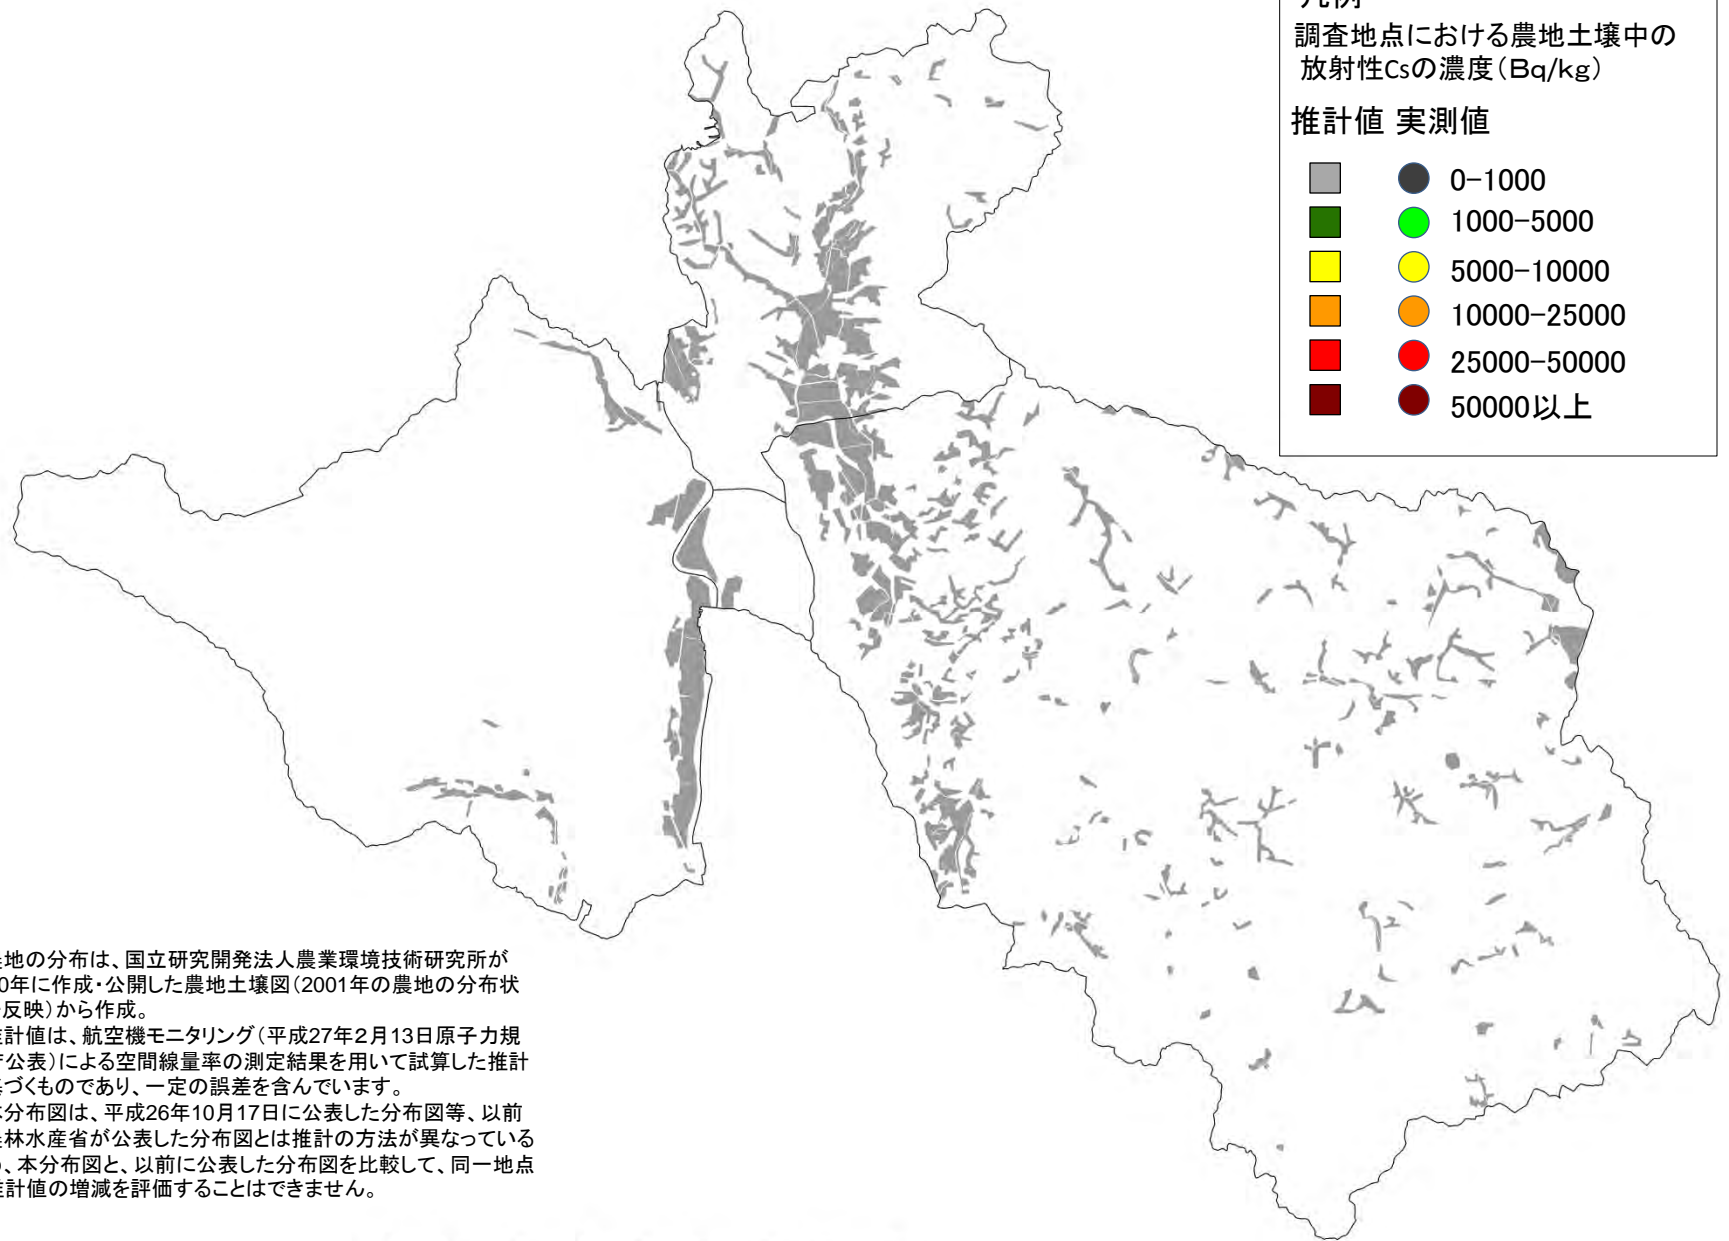 凡例
調査地点における農地土壌中の
放射性Csの濃度(Bq/kg)
推計値 実測値
0-1000
1000-5000
5000-10000
10000-25000
25000-50000
50000以上
地の分布は、国立研究開発法人農業環境技術研究所が
0年に作成・公開した農地土壌図(2001年の農地の分布状
反映)から作成。
計値は、航空機モニタリング(平成27年2月13日原子力規
公表)による空間線量率の測定結果を用いて試算した推計
づくものであり、一定の誤差を含んでいます。
分布図は、平成26年10月17日に公表した分布図等、以前
林水産省が公表した分布図とは推計の方法が異なっている
、本分布図と、以前に公表した分布図を比較して、同一地点
計値の増減を評価することはできません。